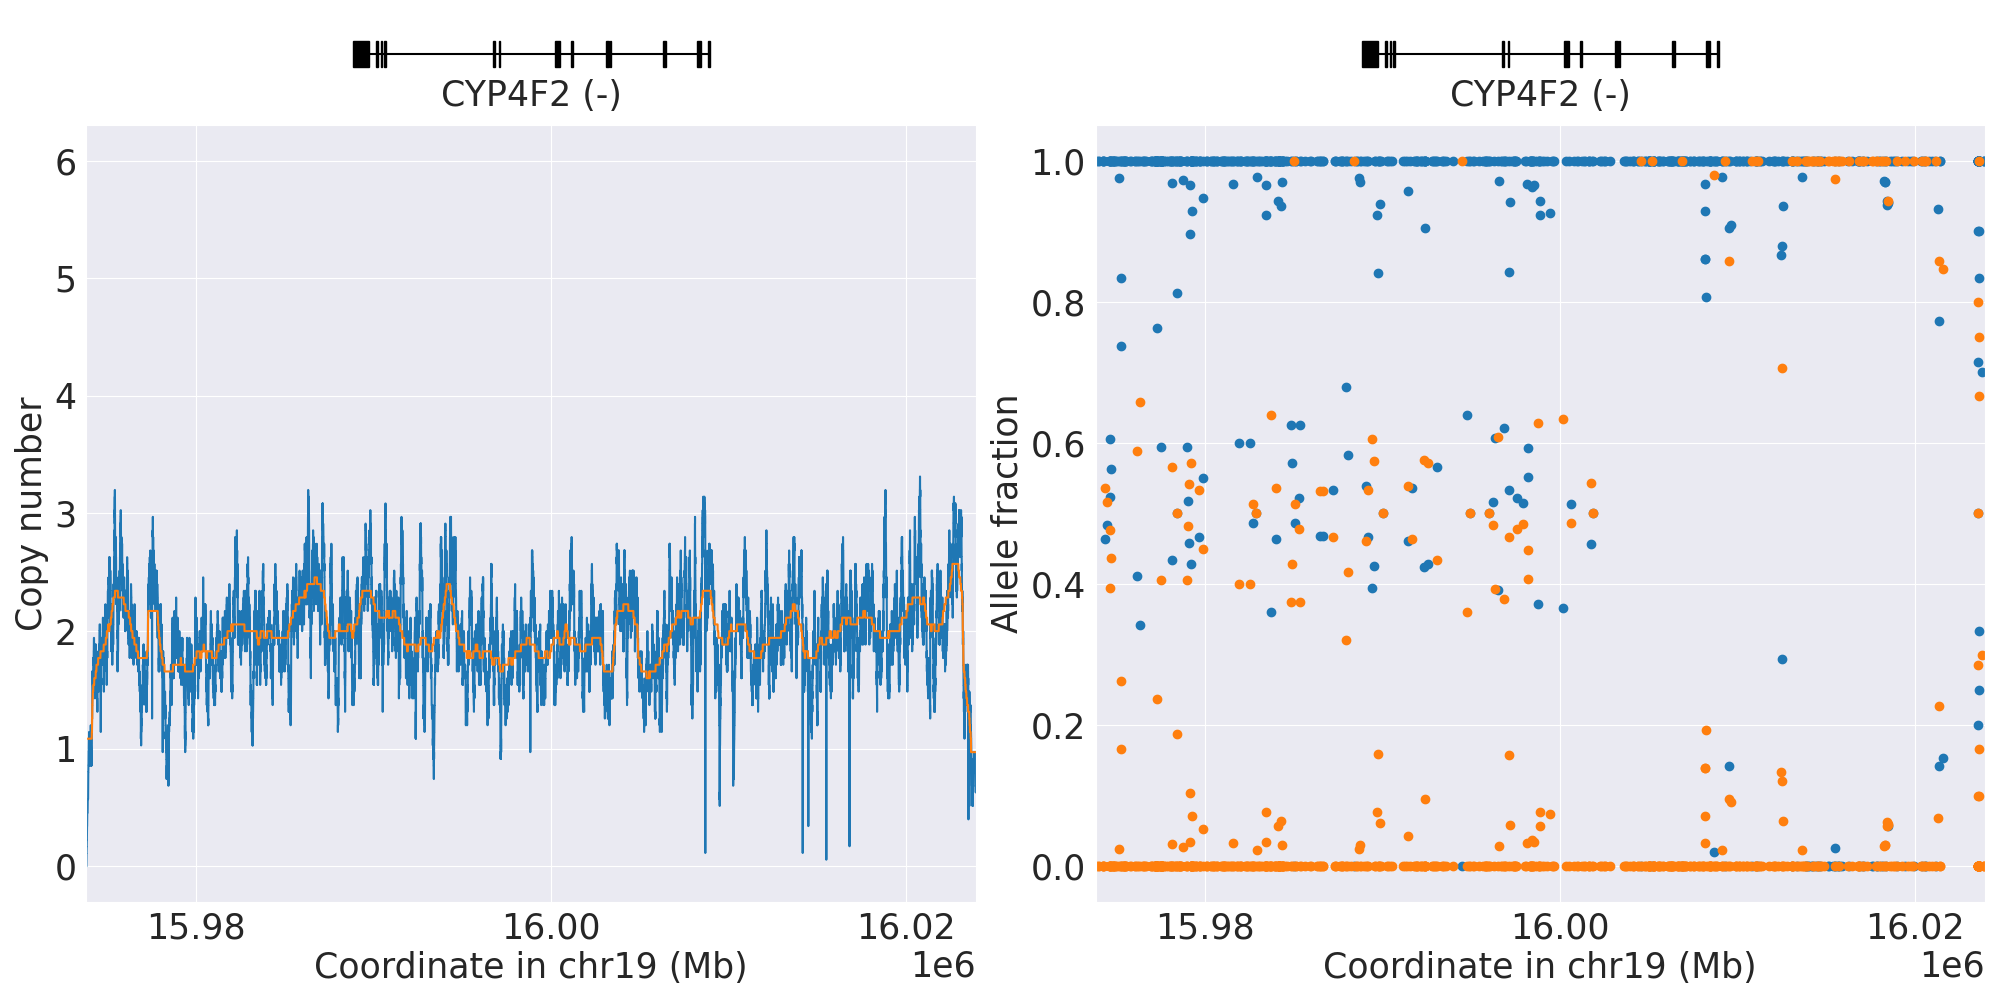 CYP4F2 (-)
6
5
4
3
2
1
0
Copy number
15.98
16.00
16.02
Coordinate in chr19 (Mb)
1e6
CYP4F2 (-)
1.0
0.8
0.6
0.4
0.2
0.0
Allele fraction
15.98
16.00
16.02
Coordinate in chr19 (Mb)
1e6